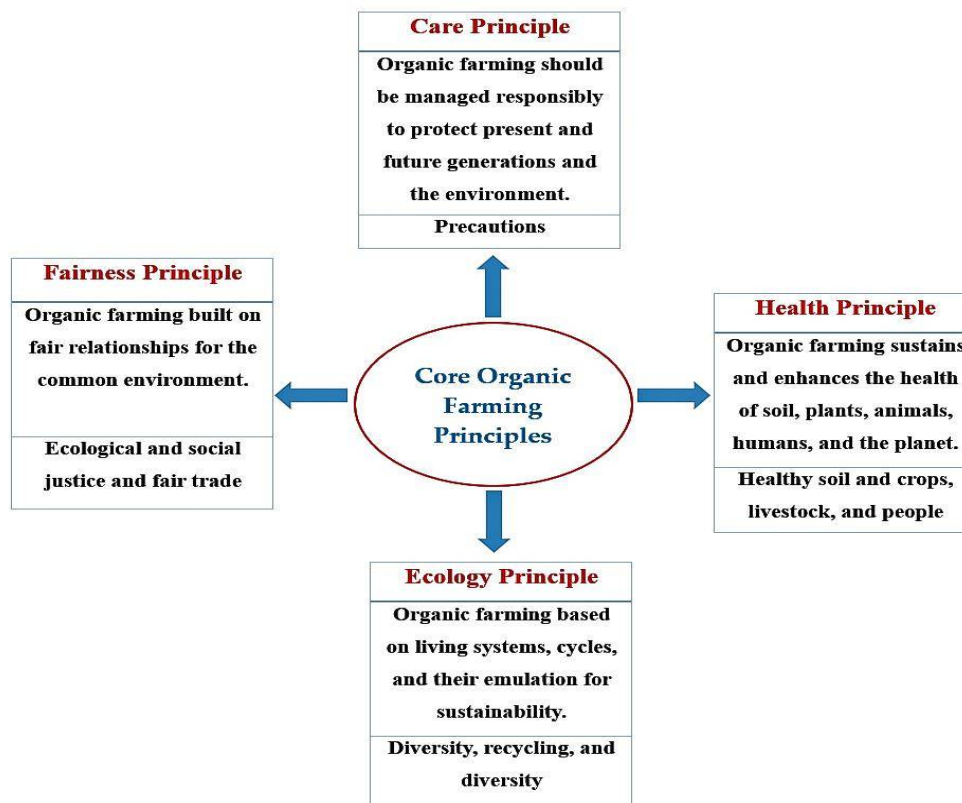 Care Principle
Organic farming should
be managed responsibly
to protect present and
future generations and
the environment.
Precautions
Fairness Principle
Organic farming built on
fair relationships for the
common environment.
Ecological and social
justice and fair trade
Core Organic
Farming
Principles
Health Principle
Organic farming sustains
and enhances the health
of soil, plants, animals,
humans, and the planet.
Healthy soil and crops,
livestock, and people
Ecology Principle
Organic farming based
on living systems, cycles,
and their emulation for
sustainability.
Diversity, recycling, and
diversity